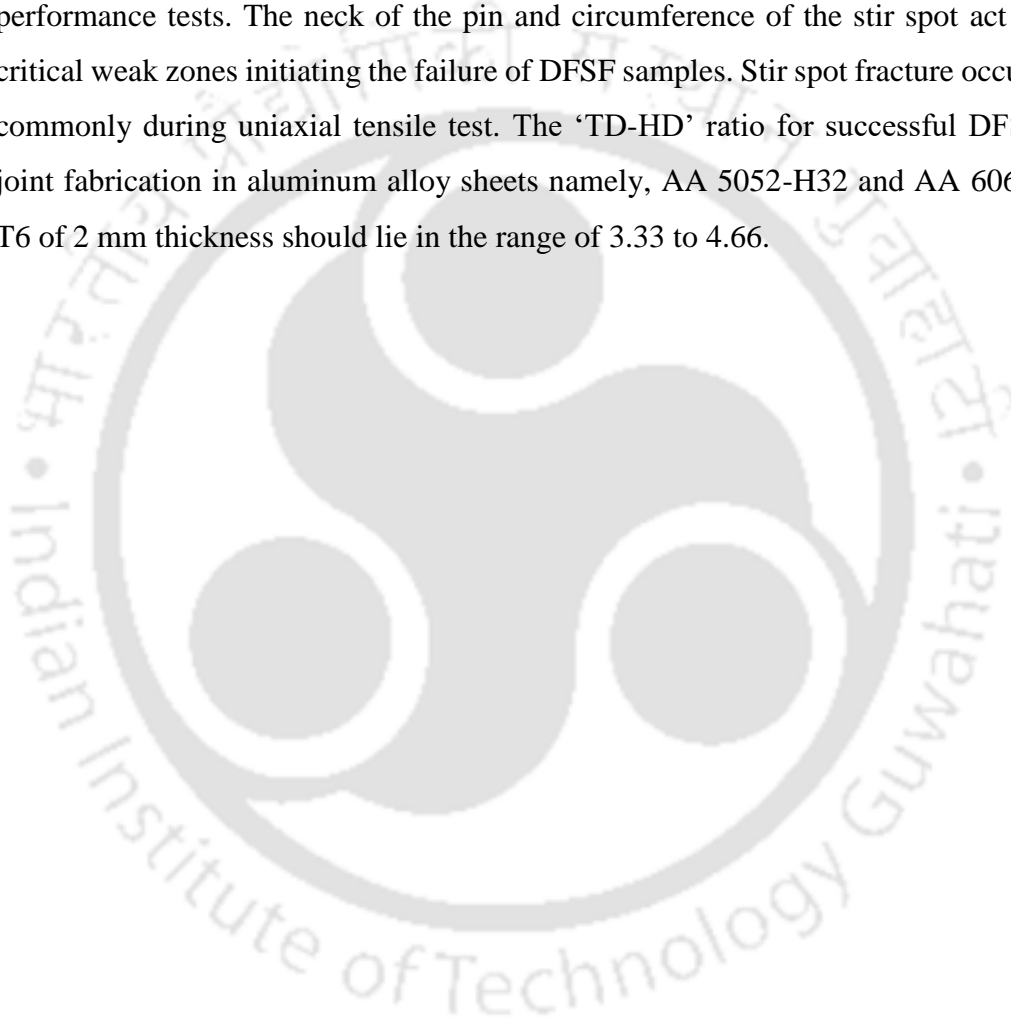 performance tests. The neck of the pin and circumference of the stir spot act
critical weak zones initiating the failure of DFSF samples. Stir spot fracture occu
commonly during uniaxial tensile test. The ‘TD-HD’ ratio for successful DFS
joint fabrication in aluminum alloy sheets namely, AA 5052-H32 and AA 606
T6 of 2 mm thickness should lie in the range of 3.33 to 4.66.
भारतीय प्रौद्योगिकी संस्थान गुवाहाटी
Indian Institute of Technology Guwahati